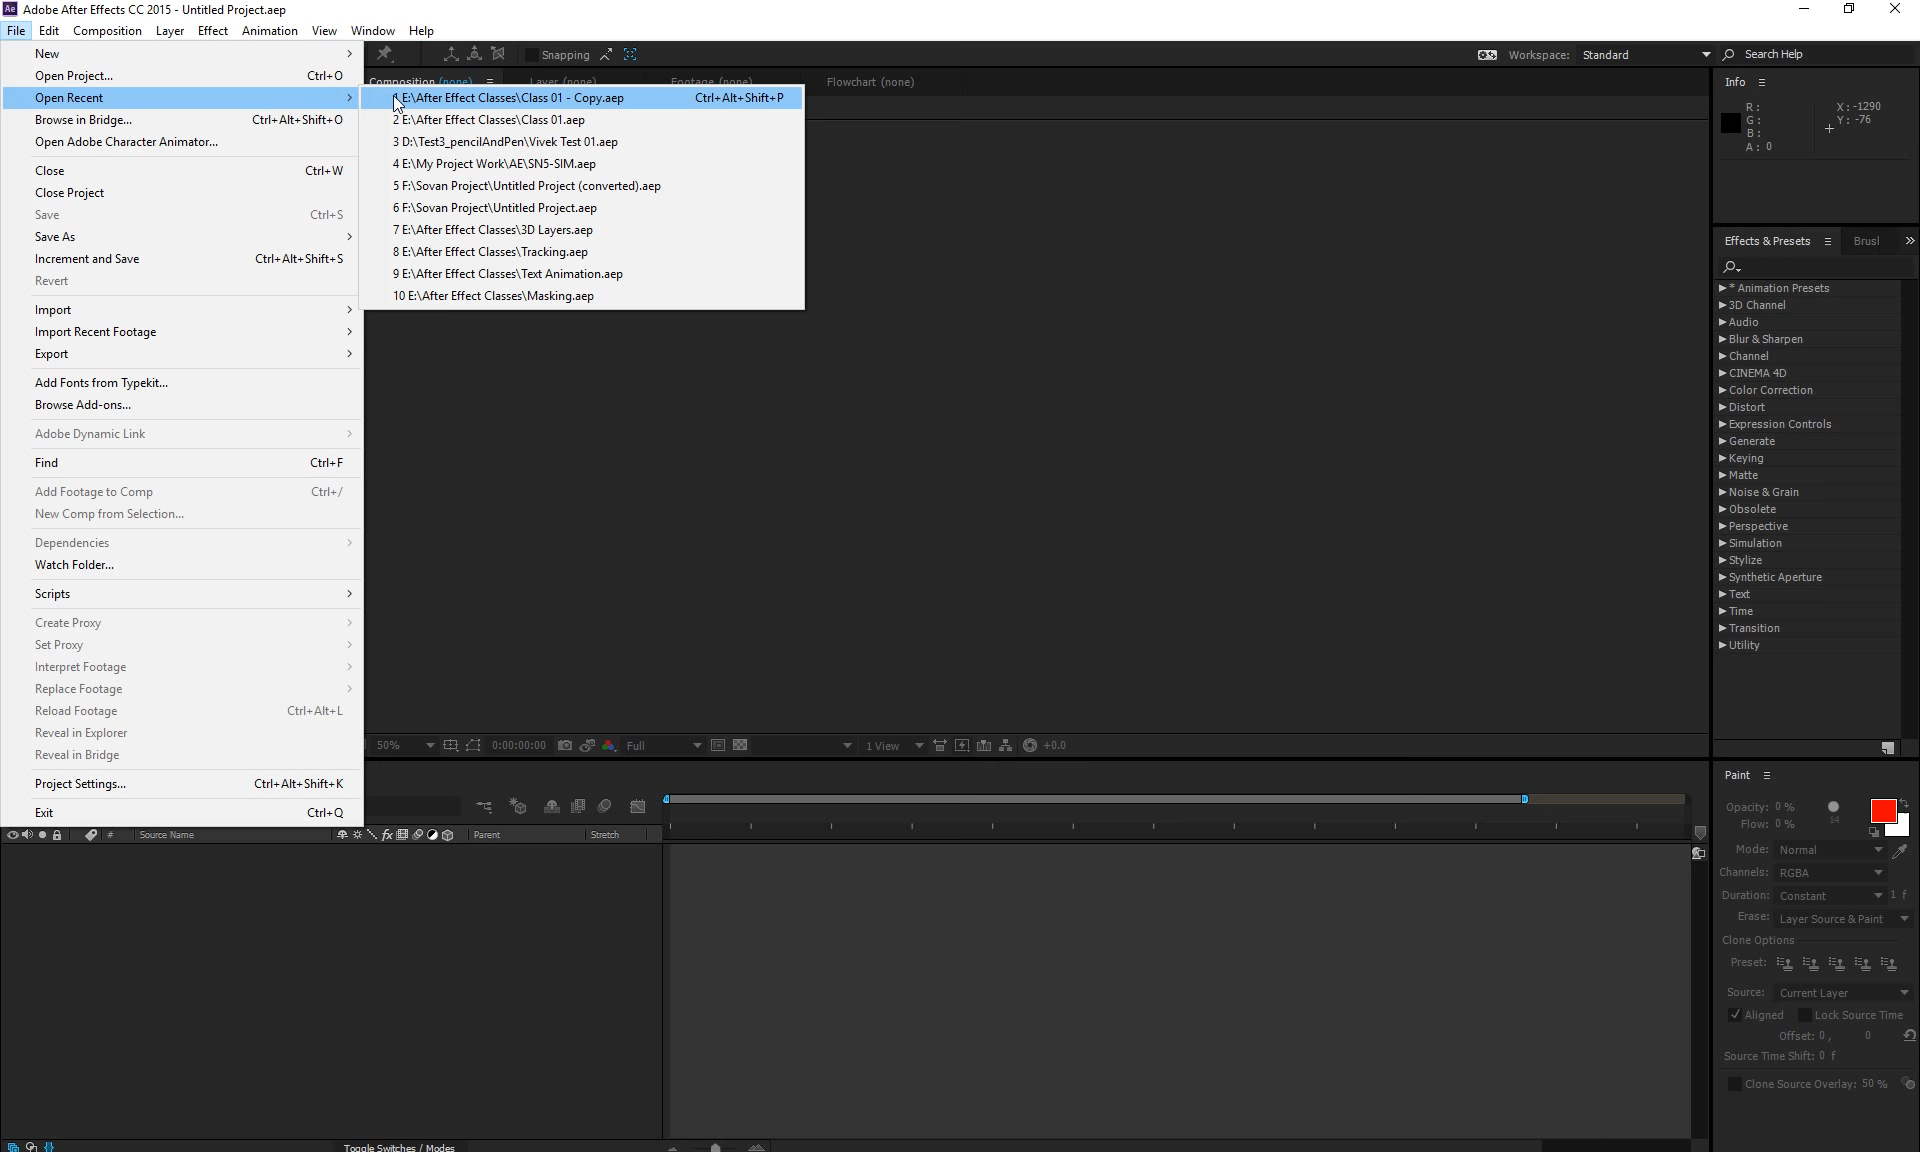 Adobe After Effects CC 2015 - Untitled Project.aep
File Edit Composition Layer Effect Animation View Window Help
Snapping
Workspace: Standard
Search Help
New
Open Project... Ctrl+O
Open Recent
Browse in Bridge... Ctrl+Alt+Shift+O
Open Adobe Character Animator...
Close Ctrl+W
Close Project
Save Ctrl+S
Save As
Increment and Save Ctrl+Alt+Shift+S
Revert
Import
Import Recent Footage
Export
Add Fonts from Typekit...
Browse Add-ons...
Adobe Dynamic Link
Find Ctrl+F
Add Footage to Comp Ctrl+/
New Comp from Selection...
Dependencies
Watch Folder...
Scripts
Create Proxy
Set Proxy
Interpret Footage
Replace Footage
Reload Footage Ctrl+Alt+L
Reveal in Explorer
Reveal in Bridge
Project Settings... Ctrl+Alt+Shift+K
Exit Ctrl+Q
Composition (none) Layer (none) Footage (none) Flowchart (none)
E:\After Effect Classes\Class 01 - Copy.aep Ctrl+Alt+Shift+P
2 E:\After Effect Classes\Class 01.aep
3 D:\Test3_pencilAndPen\Vivek Test 01.aep
4 E:\My Project Work\AE\SN5-SIM.aep
5 F:\Sovan Project\Untitled Project (converted).aep
6 F:\Sovan Project\Untitled Project.aep
7 E:\After Effect Classes\3D Layers.aep
8 E:\After Effect Classes\Tracking.aep
9 E:\After Effect Classes\Text Animation.aep
10 E:\After Effect Classes\Masking.aep
50% 0:00:00:00 Full 1 View +0.0
# Source Name Parent Stretch
Toggle Switches / Modes
Info
R: X: -1290
G: Y: -76
B:
A: 0
Effects & Presets Brusl
* Animation Presets
3D Channel
Audio
Blur & Sharpen
Channel
CINEMA 4D
Color Correction
Distort
Expression Controls
Generate
Keying
Matte
Noise & Grain
Obsolete
Perspective
Simulation
Stylize
Synthetic Aperture
Text
Time
Transition
Utility
Paint
Opacity: 0 %
Flow: 0 % 14
Mode: Normal
Channels: RGBA
Duration: Constant 1 f
Erase: Layer Source & Paint
Clone Options
Preset:
Source: Current Layer
Aligned Lock Source Time
Offset: 0 , 0
Source Time Shift: 0 f
Clone Source Overlay: 50 %